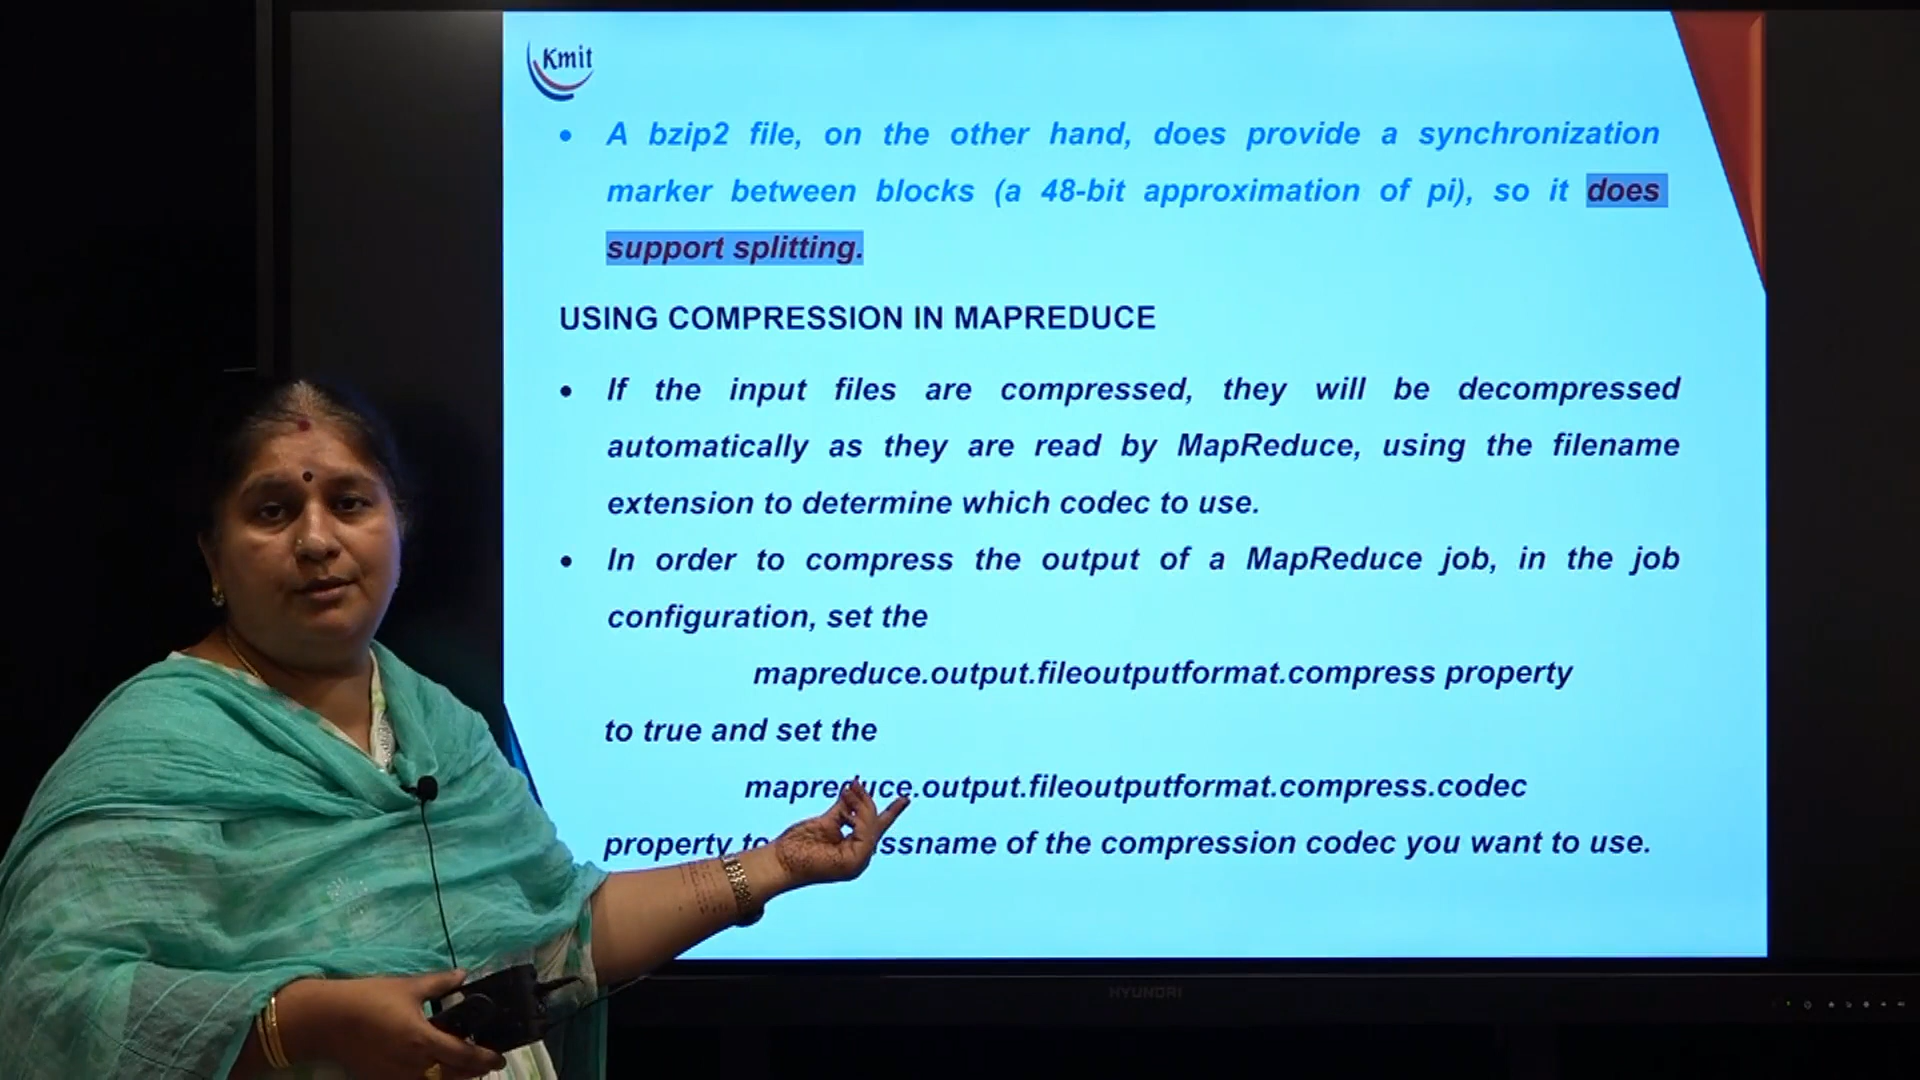 Kmit
• A bzip2 file, on the other hand, does provide a synchronization
marker between blocks (a 48-bit approximation of pi), so it does
support splitting.
USING COMPRESSION IN MAPREDUCE
• If the input files are compressed, they will be decompressed
automatically as they are read by MapReduce, using the filename
extension to determine which codec to use.
• In order to compress the output of a MapReduce job, in the job
configuration, set the
mapreduce.output.fileoutputformat.compress property
to true and set the
mapreduce.output.fileoutputformat.compress.codec
property to ssname of the compression codec you want to use.
HYUNDAI